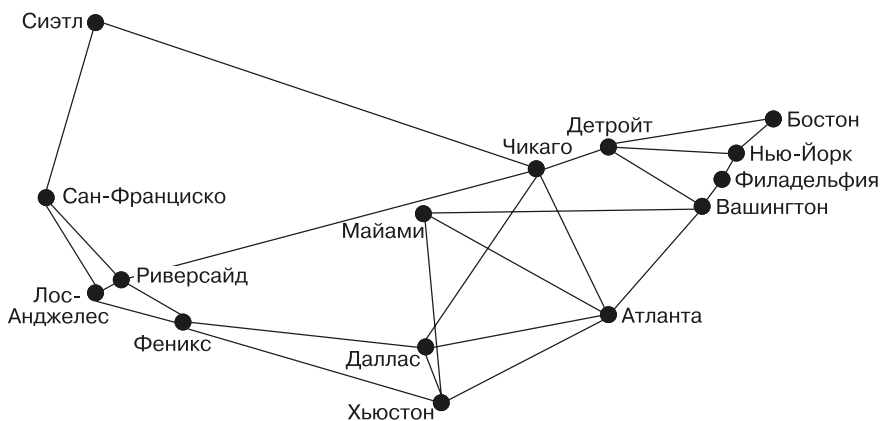 Сиэтл
Бостон
Детройт
Чикаго
Нью-Йорк
Филадельфия
Сан-Франциско
Вашингтон
Майами
Риверсайд
Лос-
Анджелес
Атланта
Феникс
Даллас
Хьюстон